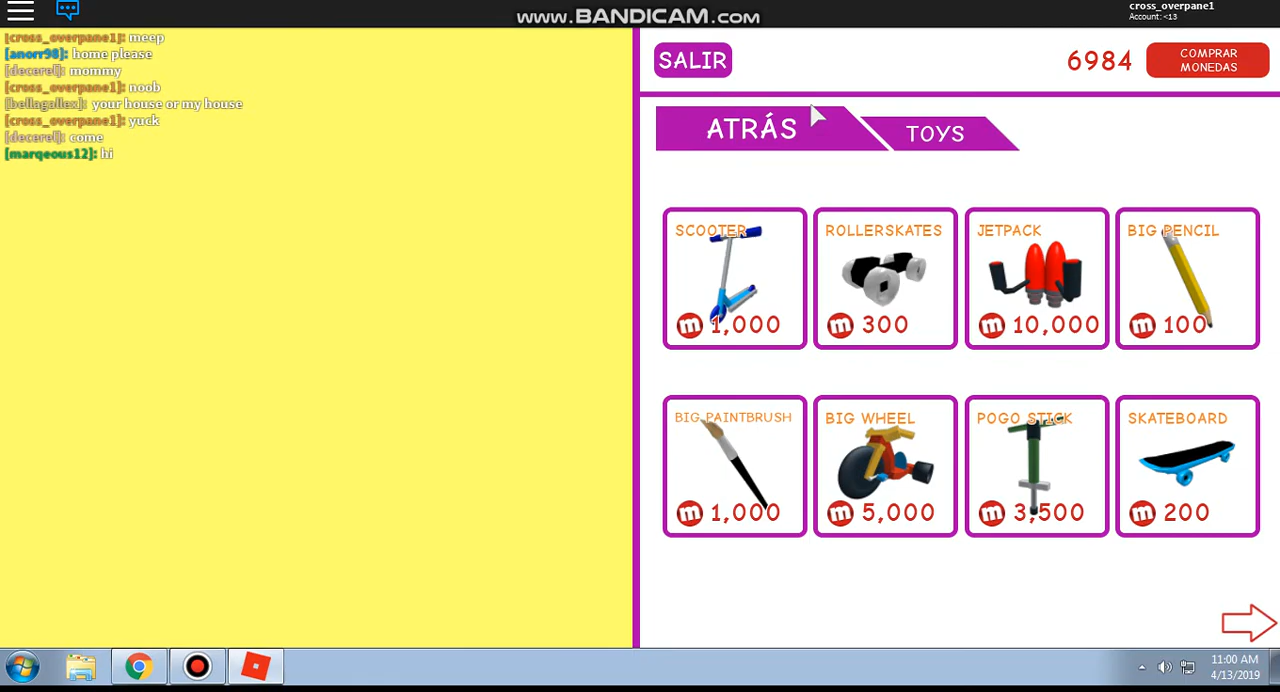 www.BANDICAM.com
cross_overpane1
Account: <13
[cross_overpane1]: meep
[anorr98]: home please
[decerel]: mommy
[cross_overpane1]: noob
[bellagollex]: your house or my house
[cross_overpane1]: yuck
[decerel]: come
[marqeous12]: hi
SALIR
6984
COMPRAR
MONEDAS
ATRÁS
TOYS
SCOOTER
m 1,000
ROLLERSKATES
m 300
JETPACK
m 10,000
BIG PENCIL
m 100
BIG PAINTBRUSH
m 1,000
BIG WHEEL
m 5,000
POGO STICK
m 3,500
SKATEBOARD
m 200
11:00 AM
4/13/2019